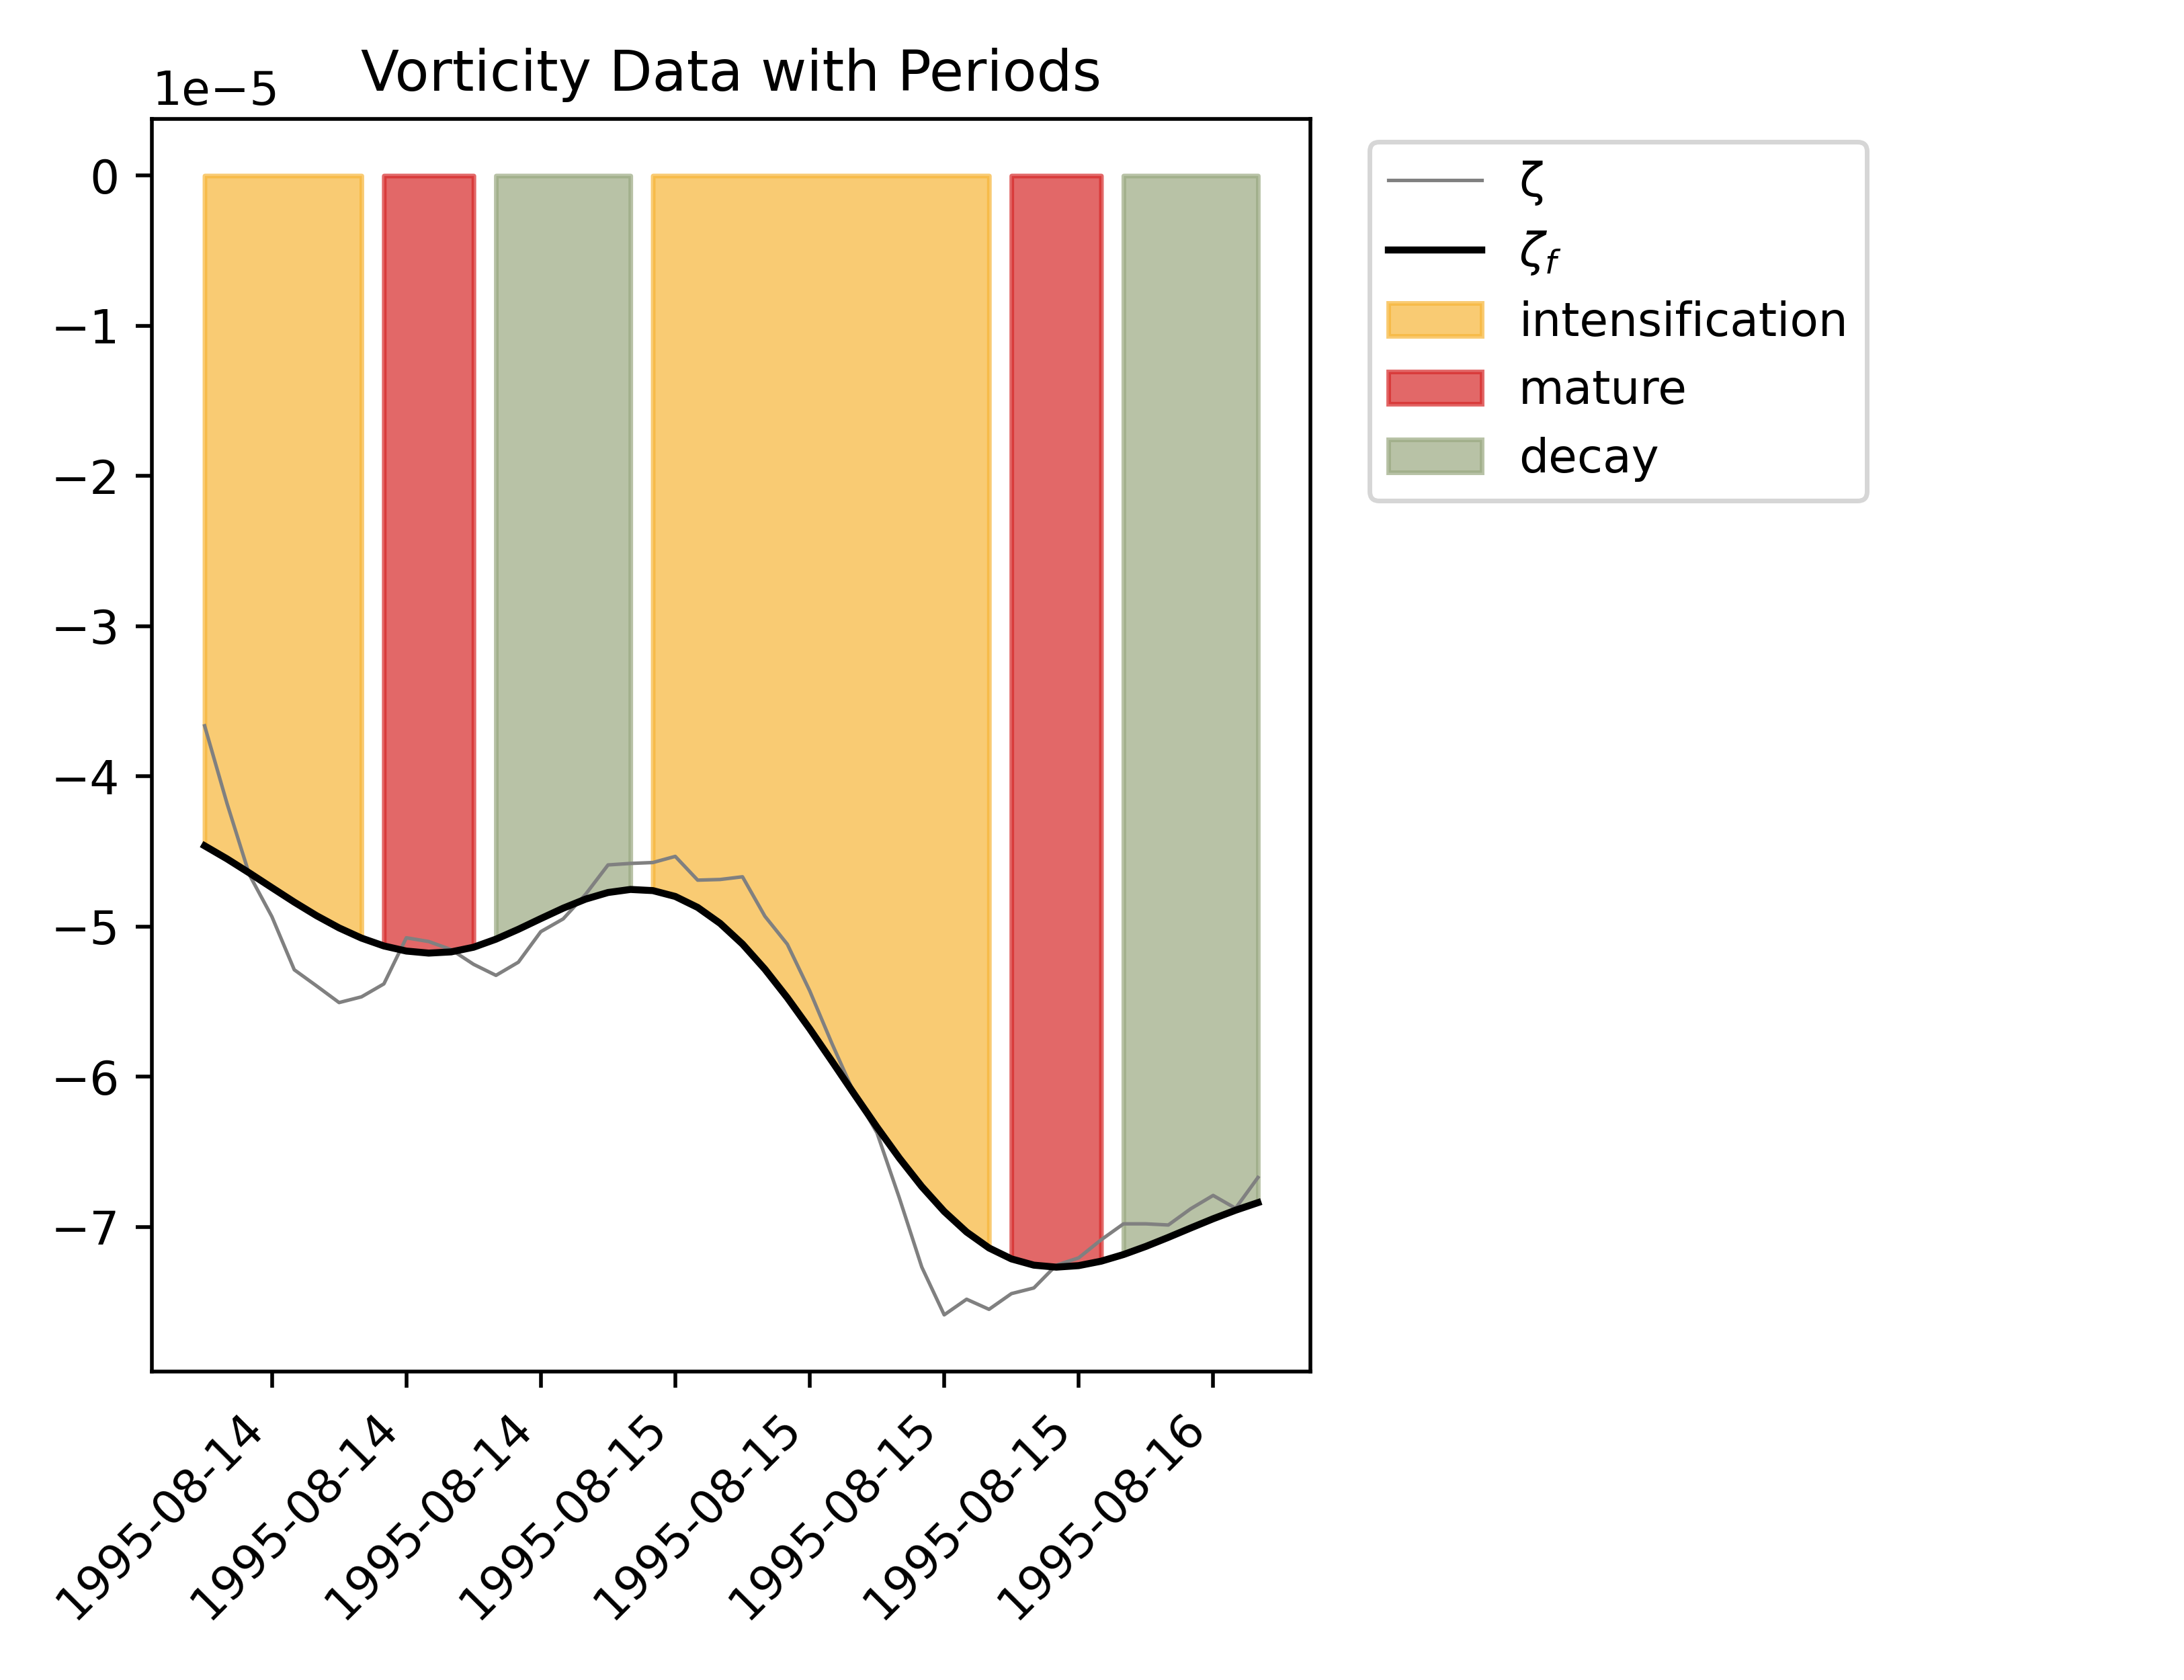 Vorticity Data with Periods
1e−5
0
−1
−2
−3
−4
−5
−6
−7
1995-08-14
1995-08-14
1995-08-14
1995-08-15
1995-08-15
1995-08-15
1995-08-15
1995-08-16
ζ
ζf
intensification
mature
decay